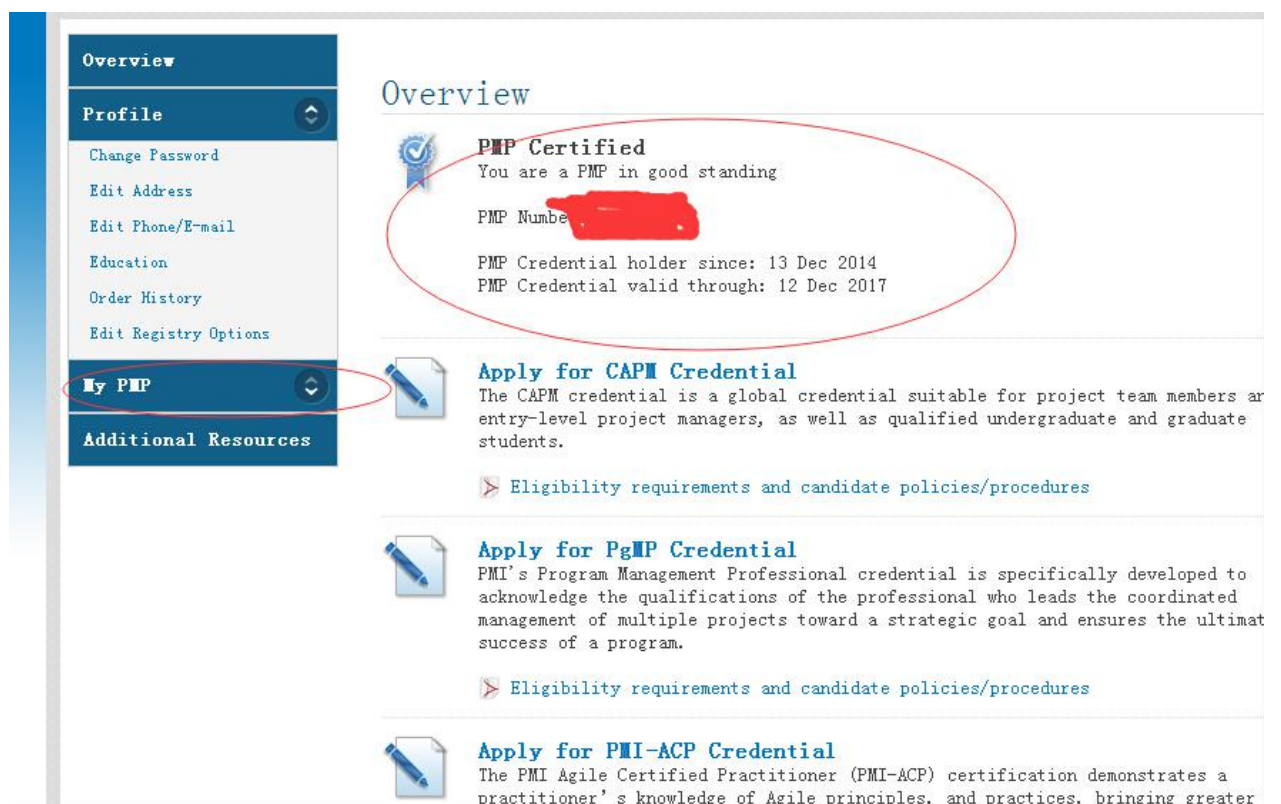 Overview
Profile
Change Password
Edit Address
Edit Phone/E-mail
Education
Order History
Edit Registry Options
My PMP
Additional Resources
Overview
PMP Certified
You are a PMP in good standing
PMP Numbe
PMP Credential holder since: 13 Dec 2014
PMP Credential valid through: 12 Dec 2017
Apply for CAPM Credential
The CAPM credential is a global credential suitable for project team members an
entry-level project managers, as well as qualified undergraduate and graduate
students.
Eligibility requirements and candidate policies/procedures
Apply for PgMP Credential
PMI's Program Management Professional credential is specifically developed to
acknowledge the qualifications of the professional who leads the coordinated
management of multiple projects toward a strategic goal and ensures the ultimat
success of a program.
Eligibility requirements and candidate policies/procedures
Apply for PMI-ACP Credential
The PMI Agile Certified Practitioner (PMI-ACP) certification demonstrates a
practitioner's knowledge of Agile principles, and practices, bringing greater